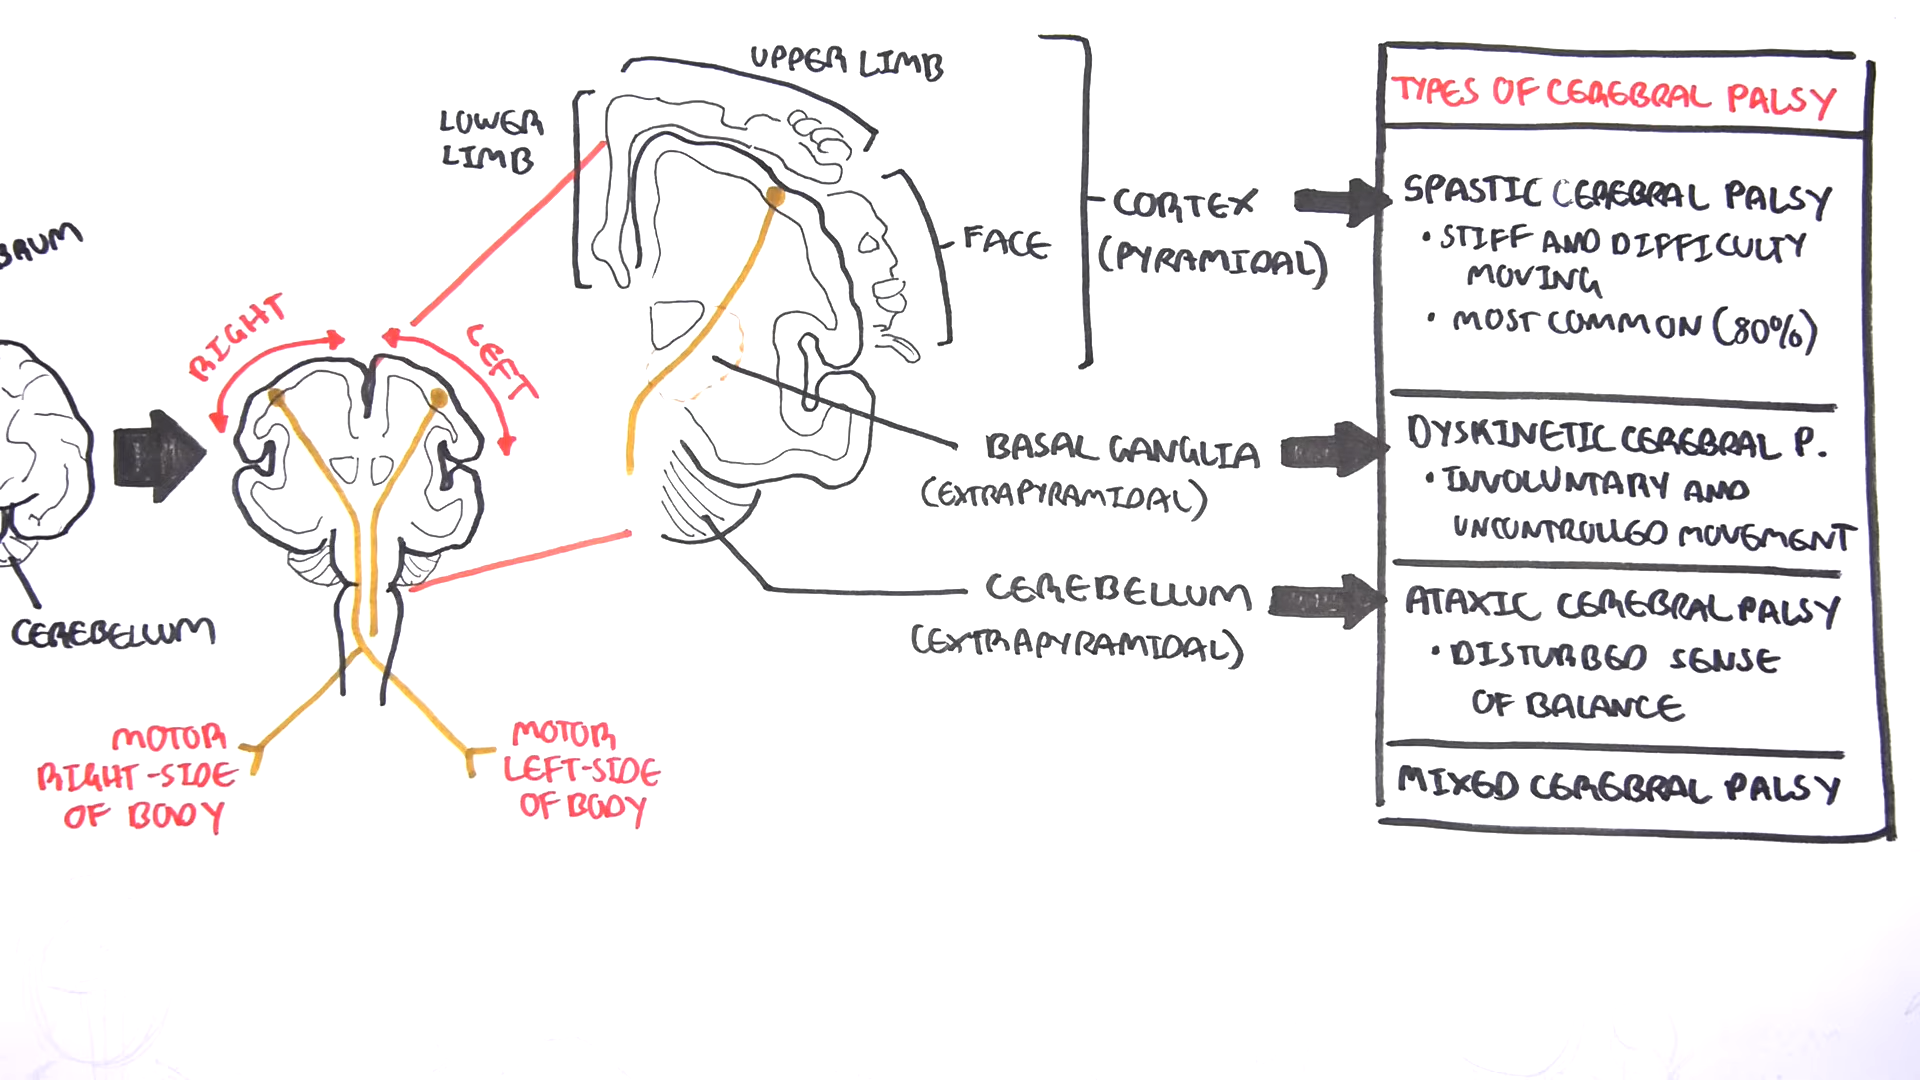 BRUM
CEREBELLUM
RIGHT
LEFT
MOTOR
RIGHT-SIDE
OF BODY
MOTOR
LEFT-SIDE
OF BODY
LOWER
LIMB
UPPER LIMB
FACE
CORTEX
(PYRAMIDAL)
BASAL GANGLIA
(EXTRAPYRAMIDAL)
CEREBELLUM
(EXTRAPYRAMIDAL)
TYPES OF CEREBRAL PALSY
SPASTIC CEREBRAL PALSY
• STIFF AND DIFFICULTY
MOVING
• MOST COMMON (80%)
DYSKINETIC CEREBRAL P.
• INVOLUNTARY AND
UNCONTROLLED MOVEMENT
ATAXIC CEREBRAL PALSY
• DISTURBED SENSE
OF BALANCE
MIXED CEREBRAL PALSY